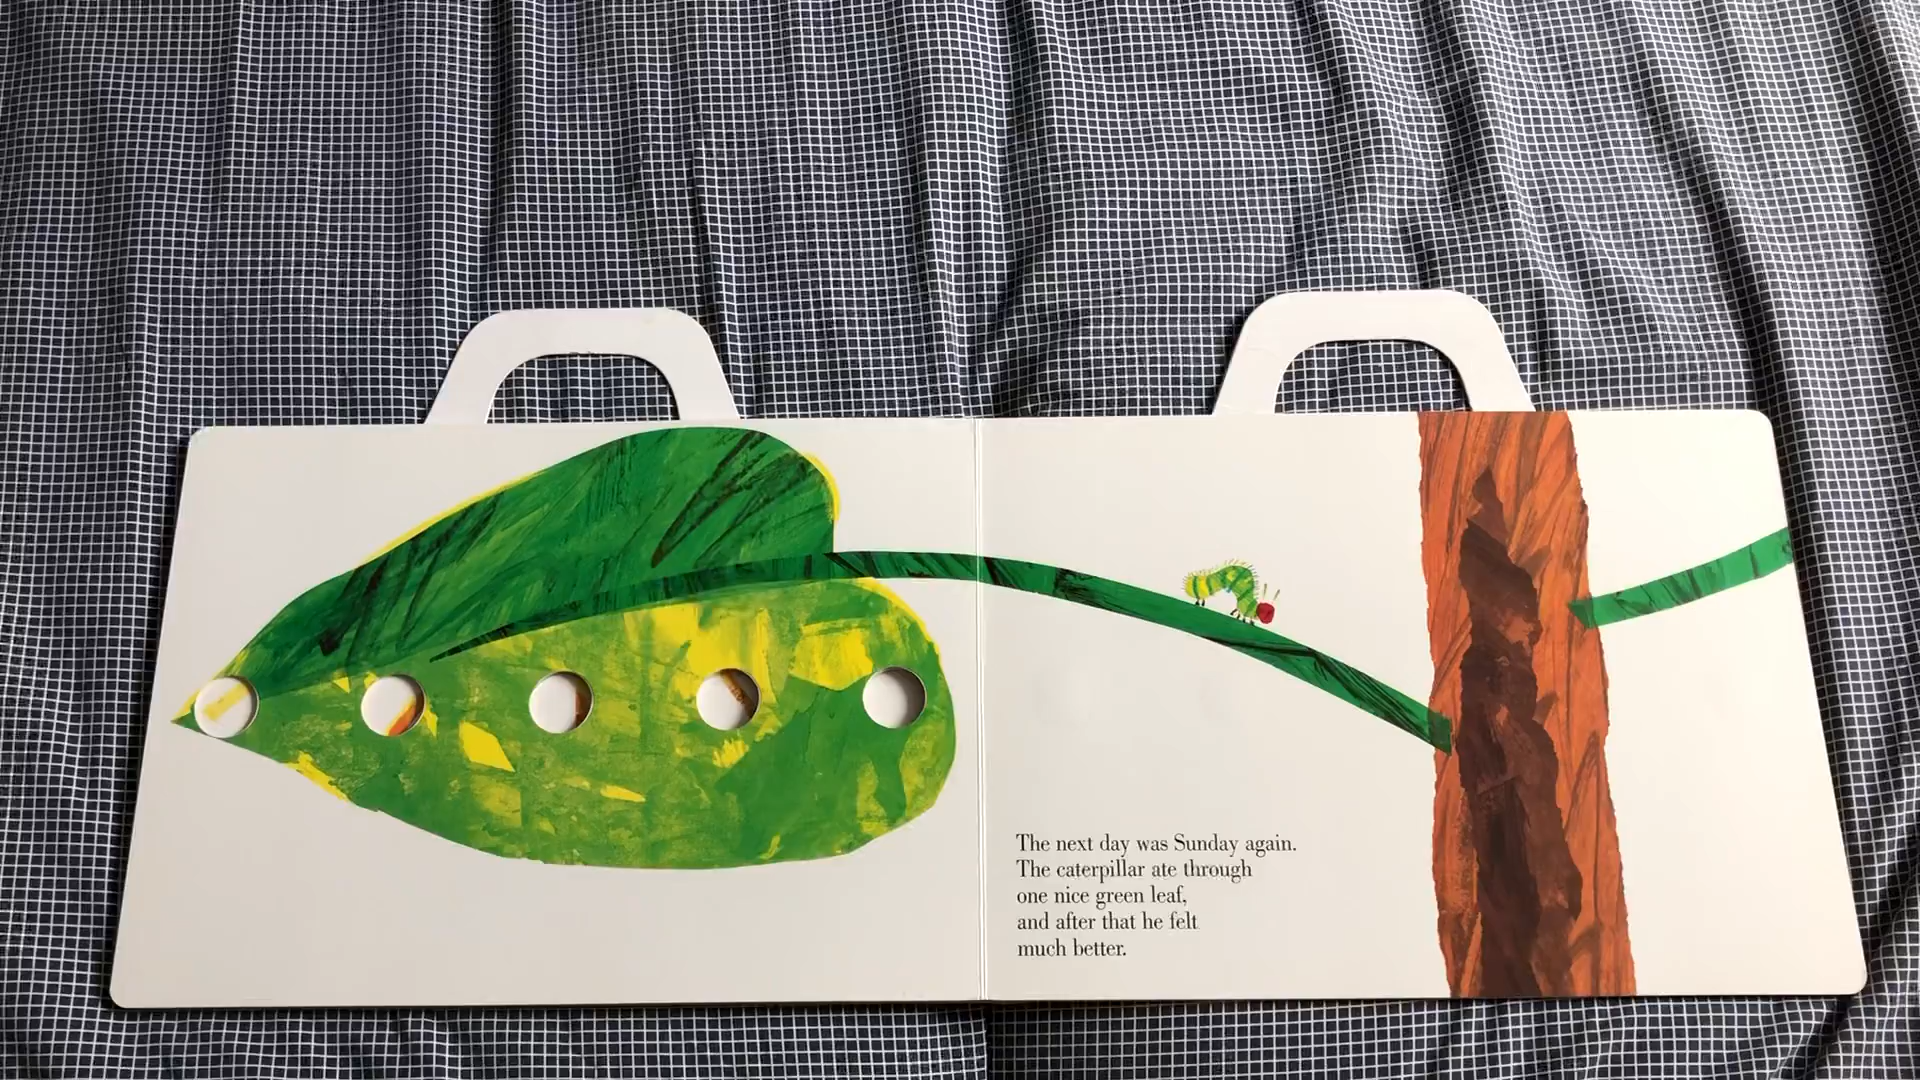 The next day was Sunday again.
The caterpillar ate through
one nice green leaf,
and after that he felt
much better.